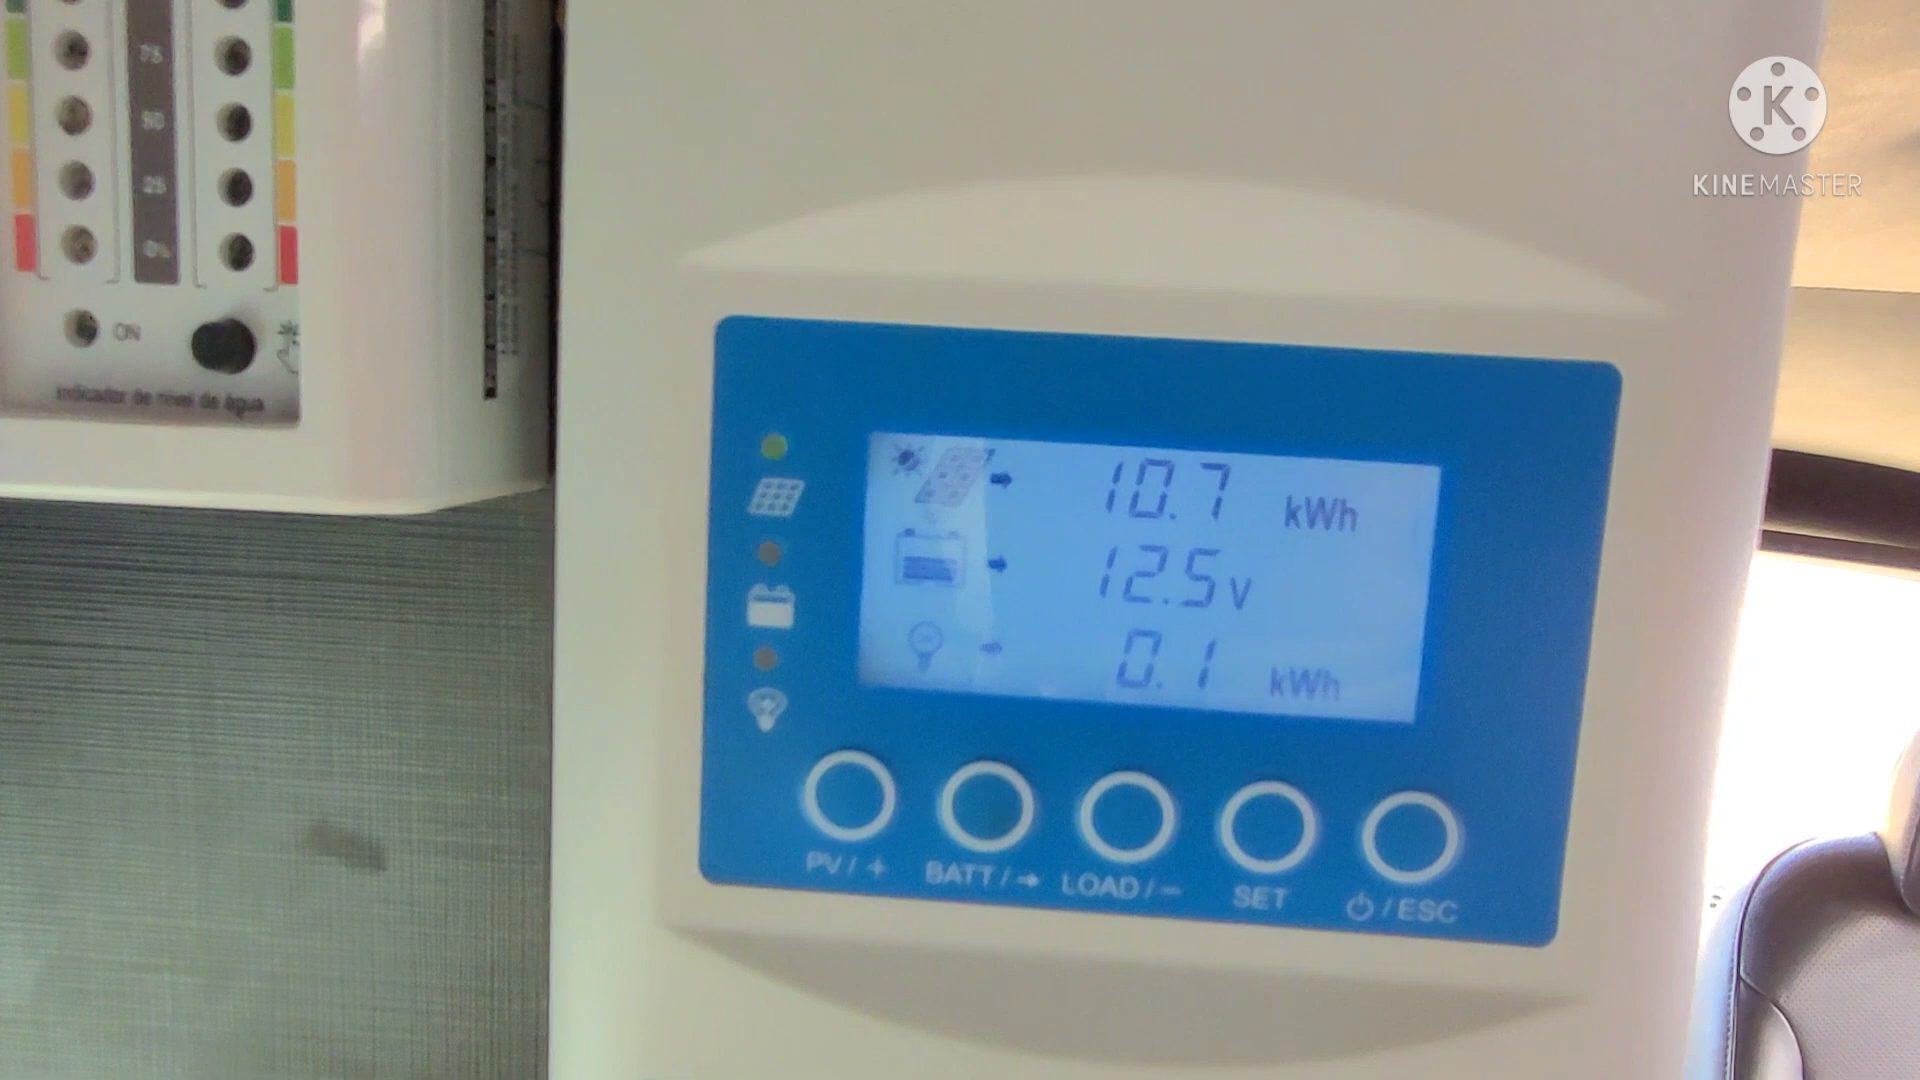 75
50
25
0%
ON
Indicador de nível de água
K
KINEMASTER
10.7 kWh
12.5 V
0.1 kWh
PV / +
BATT / →
LOAD / −
SET
/ ESC